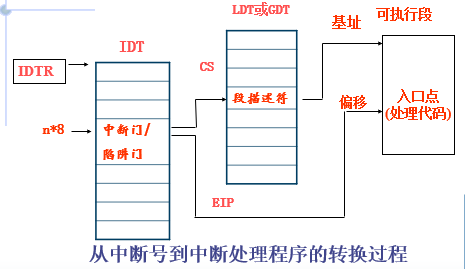 LDT或GDT
基址
可执行段
IDT
CS
IDTR
段描述符
偏移
入口点
(处理代码)
n*8
中断门/
陷阱门
EIP
从中断号到中断处理程序的转换过程